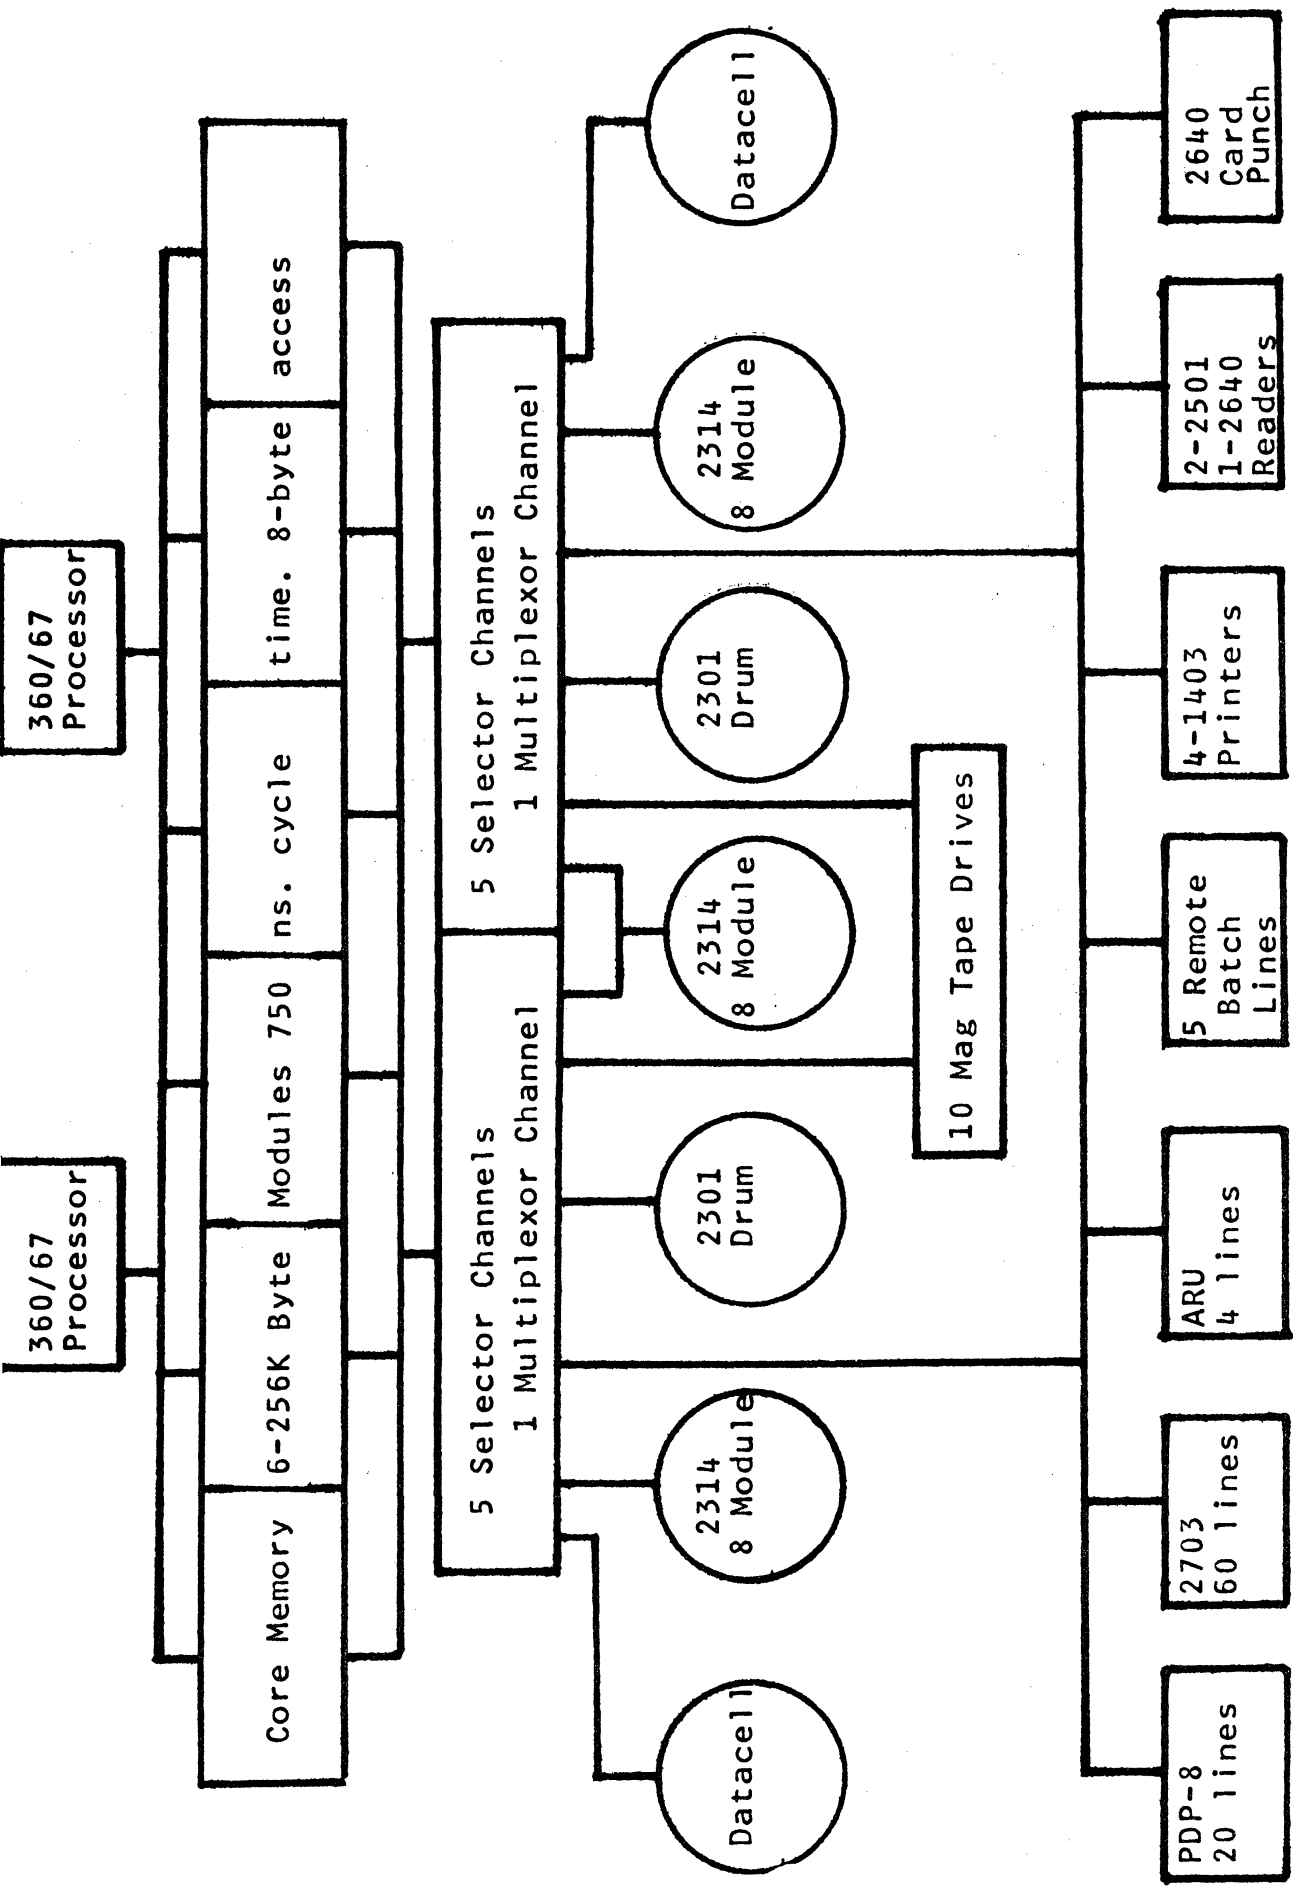 360/67
Processor
360/67
Processor
Core Memory 6-256K Byte Modules 750 ns. cycle time. 8-byte access
5 Selector Channels
1 Multiplexor Channel
5 Selector Channels
1 Multiplexor Channel
Datacell
2314
8 Module
2301
Drum
2314
8 Module
2301
Drum
2314
8 Module
Datacell
10 Mag Tape Drives
PDP-8
20 lines
2703
60 lines
ARU
4 lines
5 Remote
Batch
Lines
4-1403
Printers
2-2501
1-2640
Readers
2640
Card
Punch